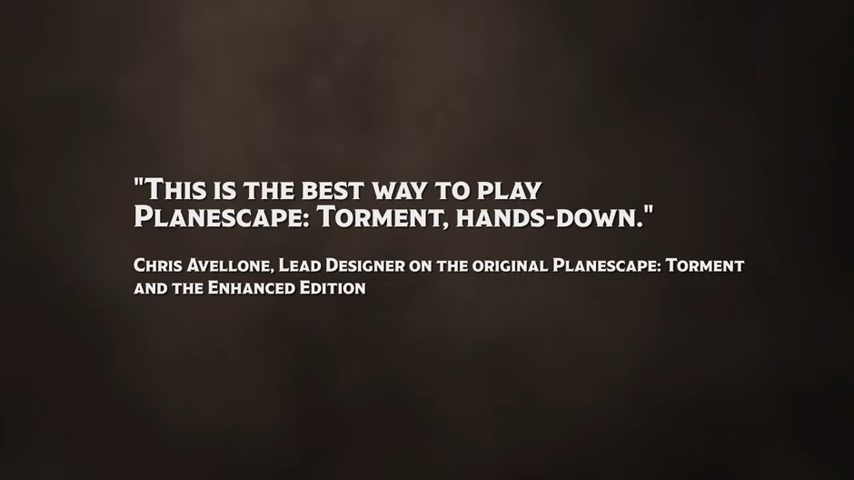 "This is the best way to play
Planescape: Torment, hands-down."
Chris Avellone, Lead Designer on the original Planescape: Torment
and the Enhanced Edition